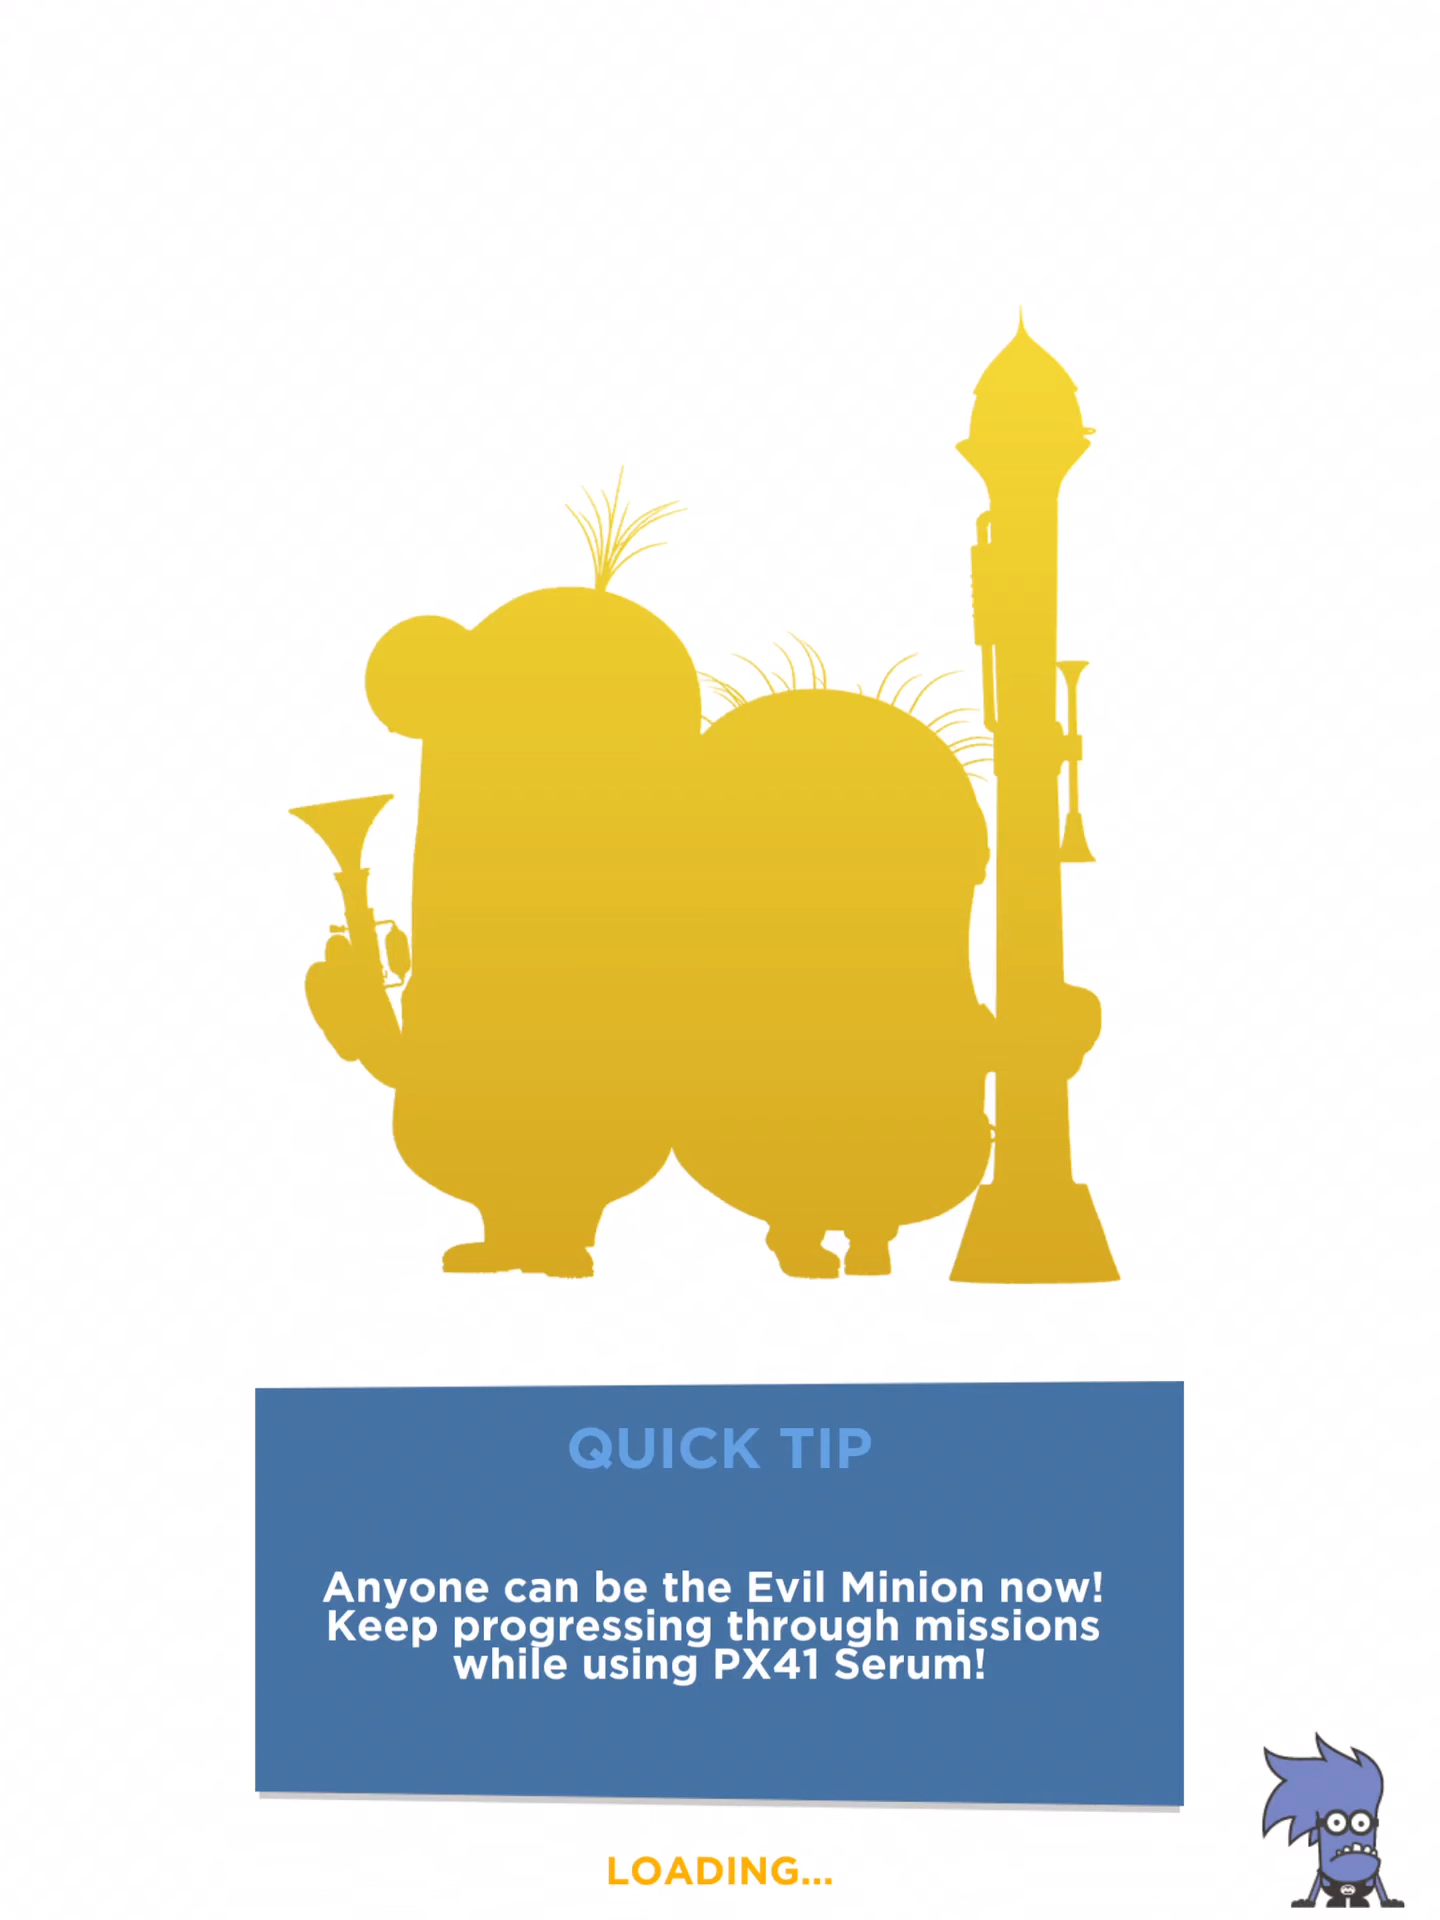 QUICK TIP
Anyone can be the Evil Minion now!
Keep progressing through missions
while using PX41 Serum!
LOADING...